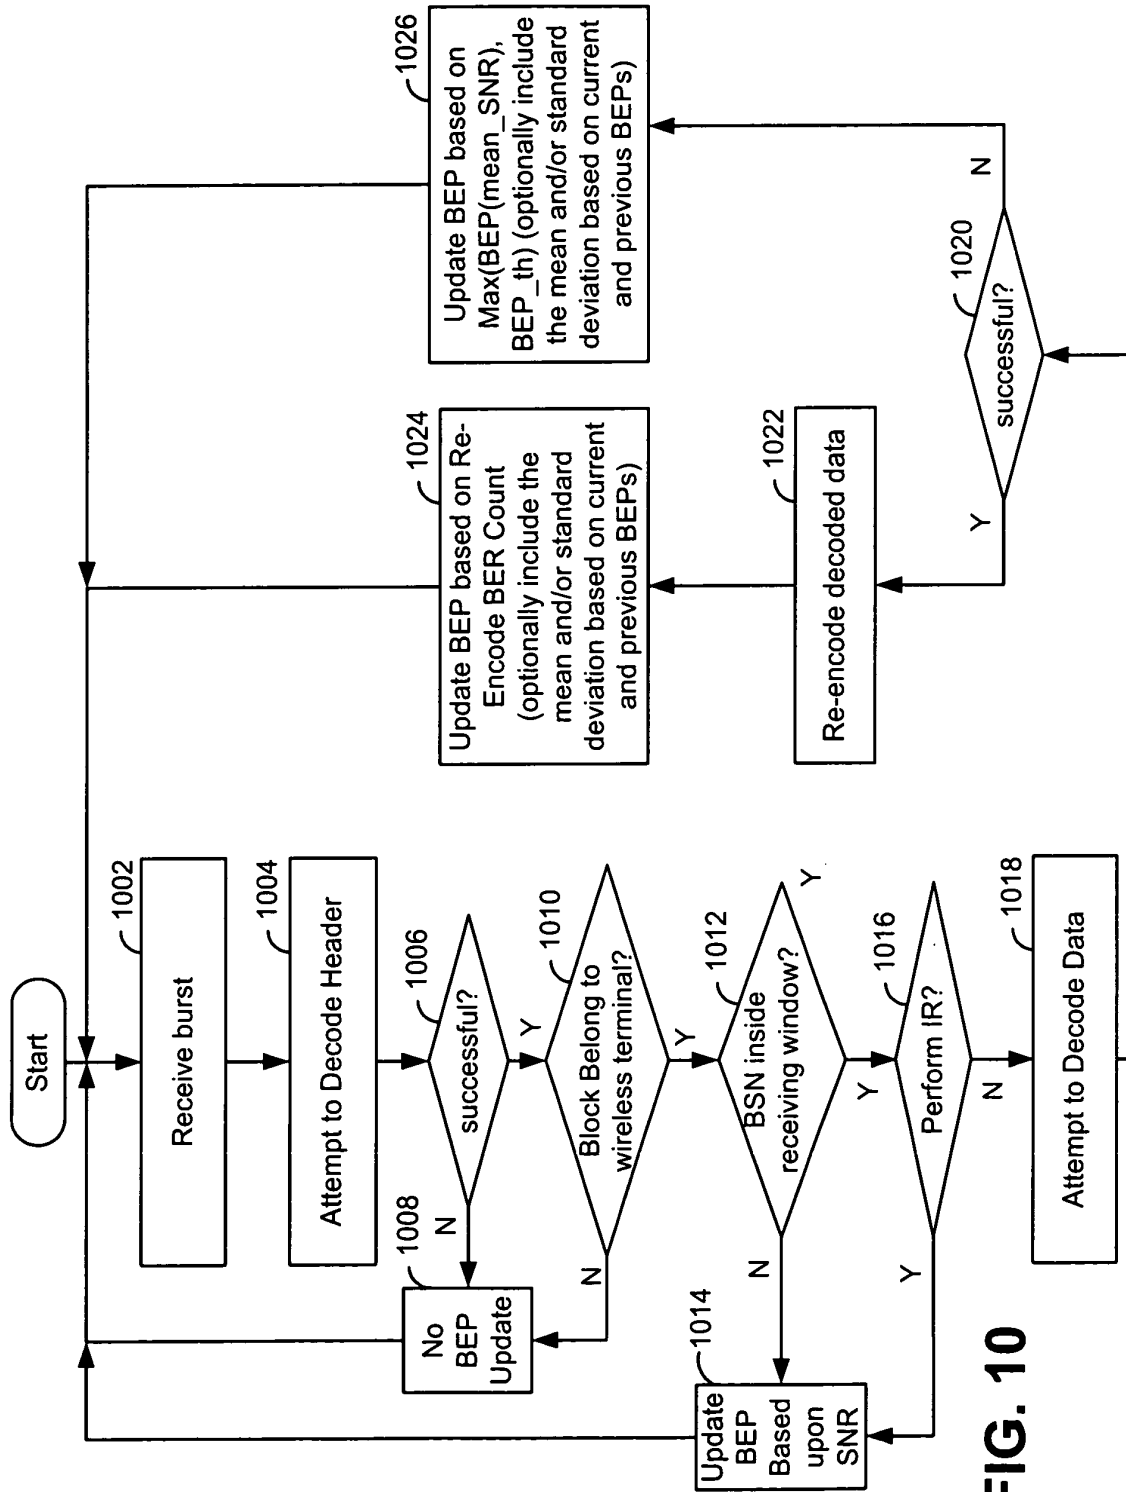 Start
1002
Receive burst
1004
Attempt to Decode Header
1006
successful?
N
Y
1008
No
BEP
Update
1010
Block Belong to
wireless terminal?
N
Y
1012
BSN inside
receiving window?
Y
N
Y
1014
Update
BEP
Based
upon
SNR
1016
Perform IR?
Y
N
1018
Attempt to Decode Data
1020
successful?
Y
N
1022
Re-encode decoded data
1024
Update BEP based on Re-
Encode BER Count
(optionally include the
mean and/or standard
deviation based on current
and previous BEPs)
1026
Update BEP based on
Max(BEP(mean_SNR),
BEP_th) (optionally include
the mean and/or standard
deviation based on current
and previous BEPs)
FIG. 10